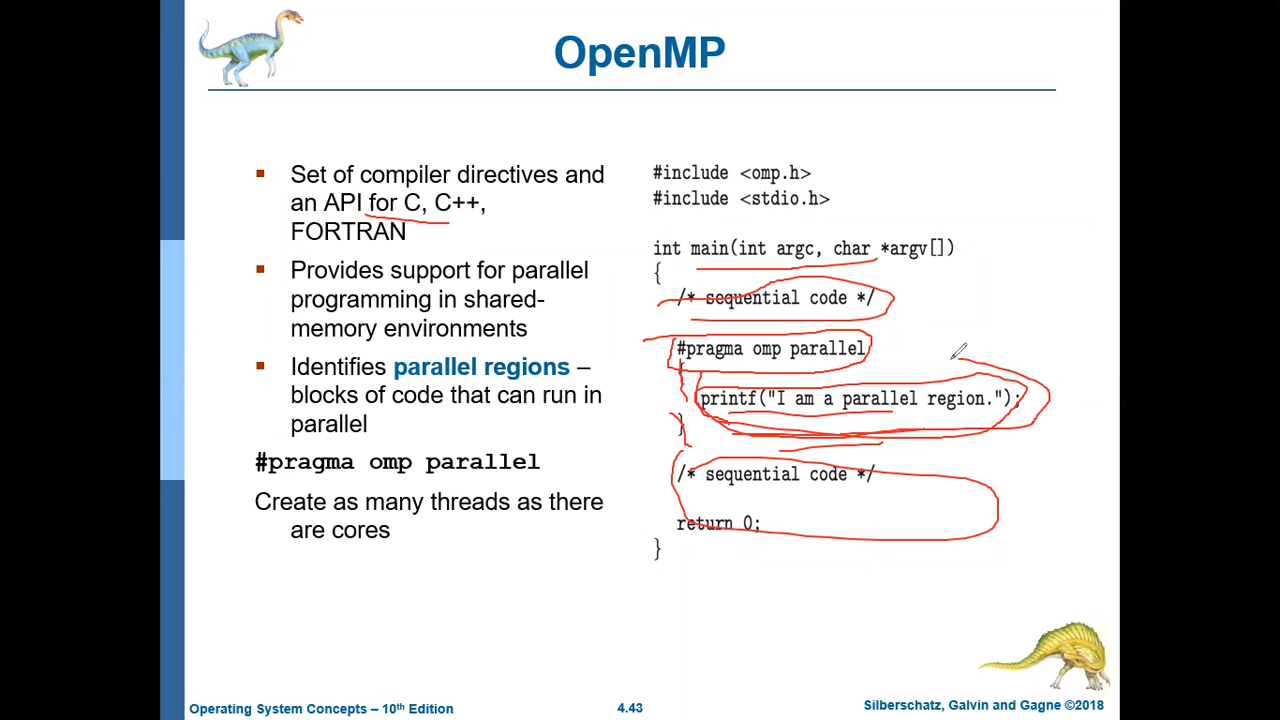 OpenMP
Set of compiler directives and
an API for C, C++,
FORTRAN
Provides support for parallel
programming in shared-
memory environments
Identifies parallel regions –
blocks of code that can run in
parallel
#pragma omp parallel
Create as many threads as there
are cores
#include <omp.h>
#include <stdio.h>
int main(int argc, char *argv[])
{
/* sequential code */
#pragma omp parallel
{
printf("I am a parallel region.");
}
/* sequential code */
return 0;
}
Operating System Concepts – 10th Edition
4.43
Silberschatz, Galvin and Gagne ©2018